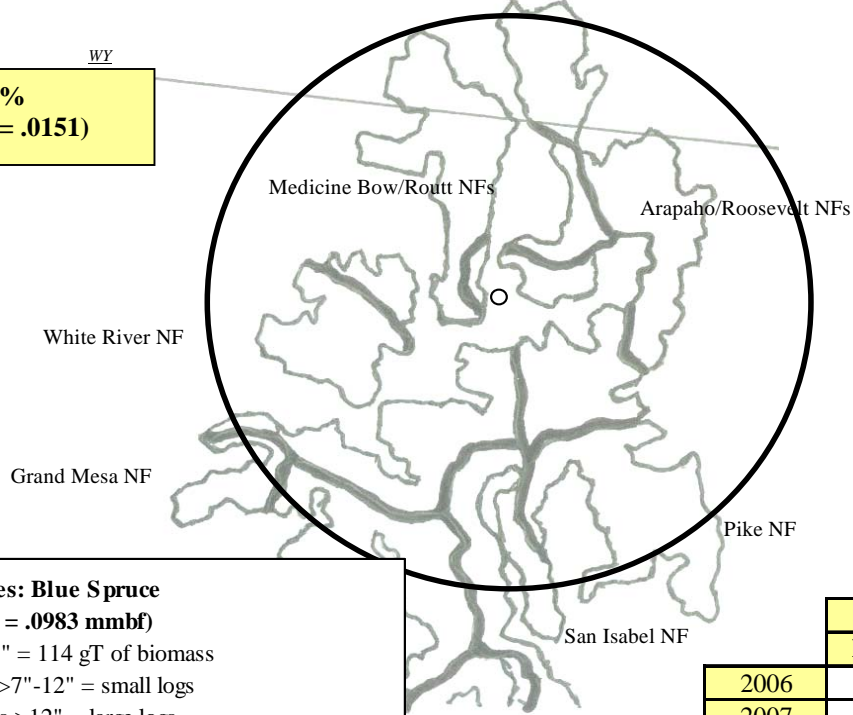 WY
%
= .0151)
Medicine Bow/Routt NFs
Arapaho/Roosevelt NFs
White River NF
Grand Mesa NF
Pike NF
es: Blue Spruce
= .0983 mmbf)
" = 114 gT of biomass
>7"-12" = small logs
San Isabel NF
2006
2007